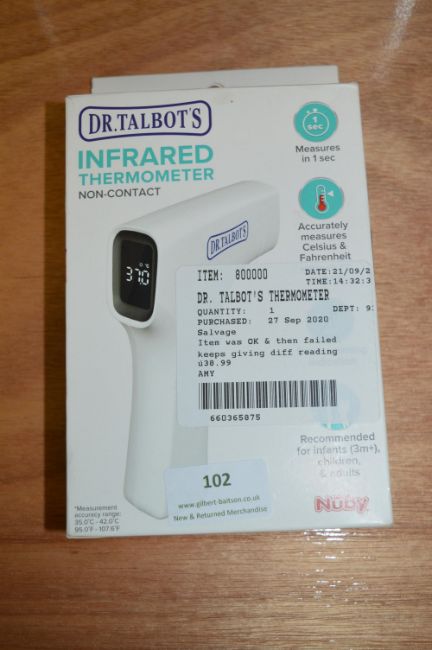 DR.TALBOT'S
INFRARED
THERMOMETER
NON-CONTACT
1
sec
Measures
in 1 sec
Accurately
measures
Celsius &
Fahrenheit
DR.TALBOT'S
°C
37.0
ITEM: 800000
DATE:21/09/2
TIME:14:32:3
DR. TALBOT'S THERMOMETER
QUANTITY: 1 DEPT: 9
PURCHASED: 27 Sep 2020
Salvage
Item was OK & then failed
keeps giving diff reading
ú38.99
AMY
660365875
Recommended
for infants (3m+),
children,
& adults
102
www.gilbert-baitson.co.uk
New & Returned Merchandise
*Measurement
accuracy range:
35.0°C - 42.0°C
95.0°F - 107.6°F
Nûby